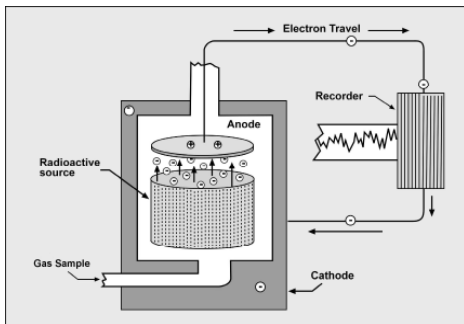 Electron Travel
Recorder
Anode
Radioactive
source
Gas Sample
Cathode